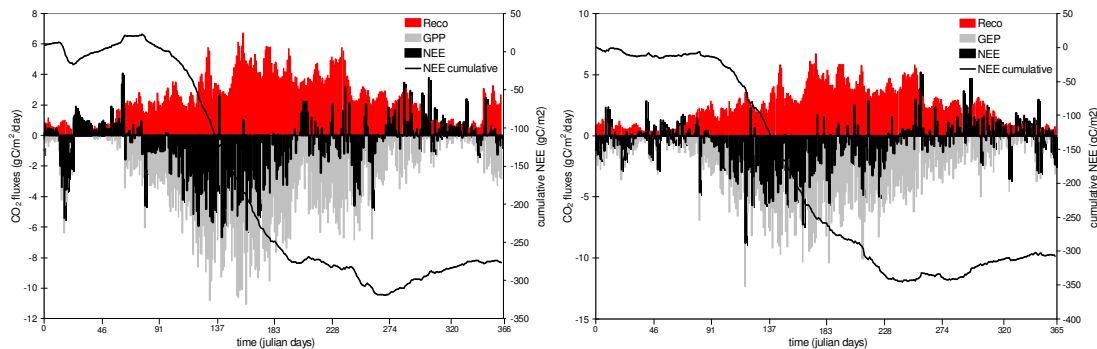 8
6
4
2
0
-2
-4
-6
-8
-10
-12
CO2 fluxes (gC/m2/day)
Reco
GPP
NEE
NEE cumulative
50
0
-50
-100
-150
-200
-250
-300
-350
cumulative NEE (gC/m2)
0 46 91 137 183 228 274 320 366
time (julian days)
10
5
0
-5
-10
-15
CO2 fluxes (gC/m2/day)
Reco
GEP
NEE
NEE cumulative
50
0
-50
-100
-150
-200
-250
-300
-350
-400
cumulative NEE (gC/m2)
0 46 91 137 183 228 274 320 365
time (julian days)